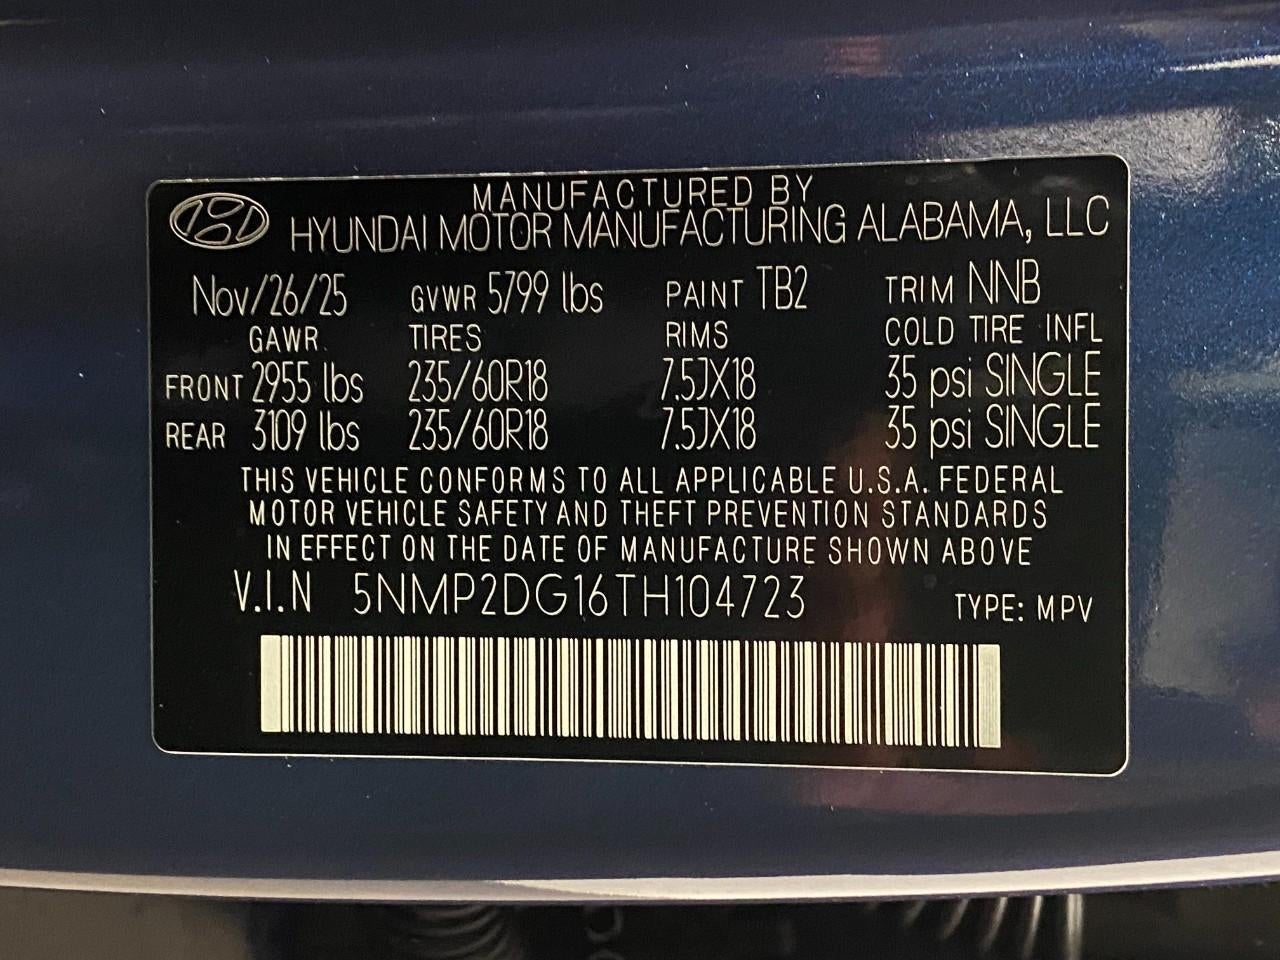 MANUFACTURED BY
HYUNDAI MOTOR MANUFACTURING ALABAMA, LLC
Nov/26/25 GVWR 5799 lbs PAINT TB2 TRIM NNB
GAWR TIRES RIMS COLD TIRE INFL
FRONT 2955 lbs 235/60R18 7.5JX18 35 psi SINGLE
REAR 3109 lbs 235/60R18 7.5JX18 35 psi SINGLE
THIS VEHICLE CONFORMS TO ALL APPLICABLE U.S.A. FEDERAL
MOTOR VEHICLE SAFETY AND THEFT PREVENTION STANDARDS
IN EFFECT ON THE DATE OF MANUFACTURE SHOWN ABOVE
V.I.N 5NMP2DG16TH104723 TYPE: MPV